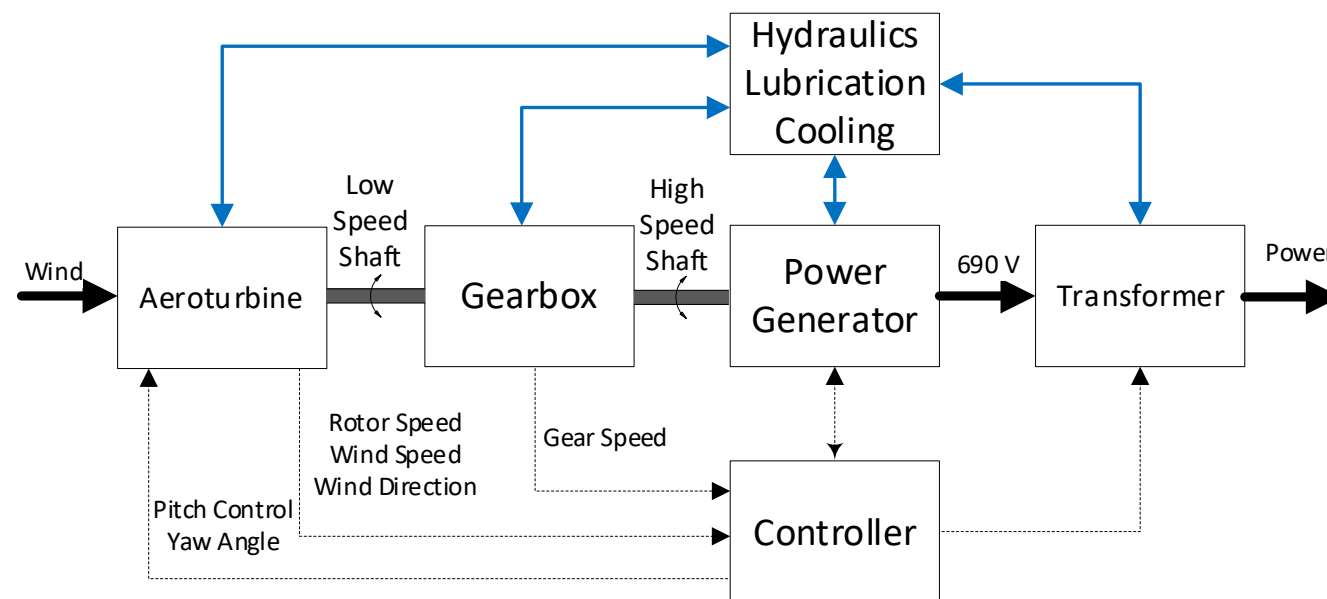 Hydraulics
Lubrication
Cooling
Low
Speed
Shaft
High
Speed
Shaft
Wind
Aeroturbine
Gearbox
Power
Generator
690 V
Transformer
Power
Rotor Speed
Wind Speed
Wind Direction
Gear Speed
Pitch Control
Yaw Angle
Controller